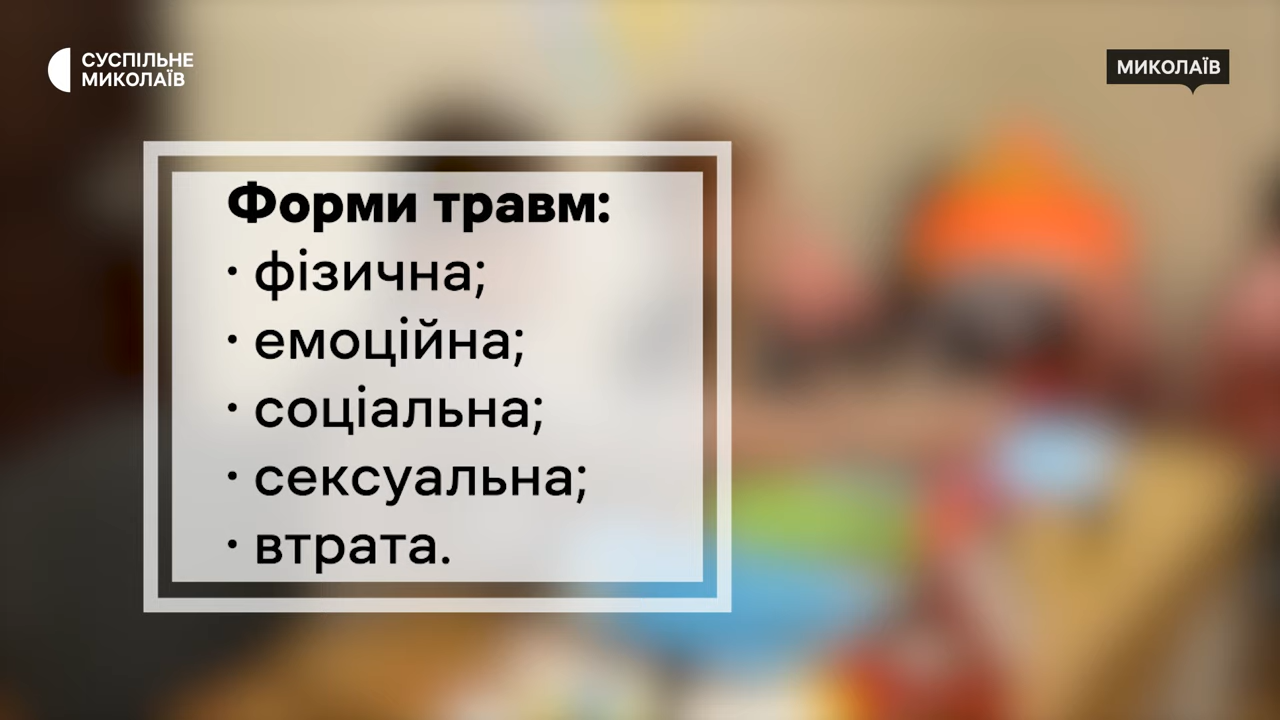 СУСПІЛЬНЕ
МИКОЛАЇВ
МИКОЛАЇВ
Форми травм:
· фізична;
· емоційна;
· соціальна;
· сексуальна;
· втрата.